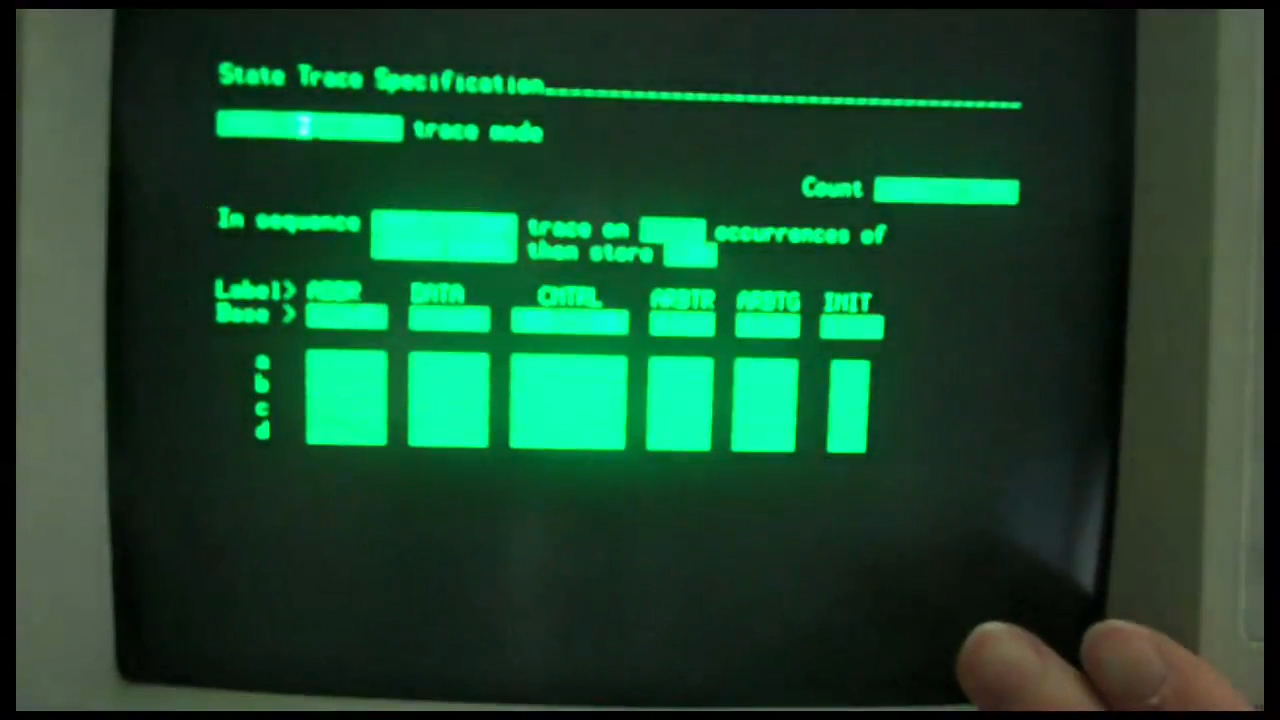 State Trace Specification
trace mode
Count
In sequence trace on occurrences of
then store
Label> ADDR DATA CNTRL ARBTR ARBTG INIT
Base >
a
b
c
d